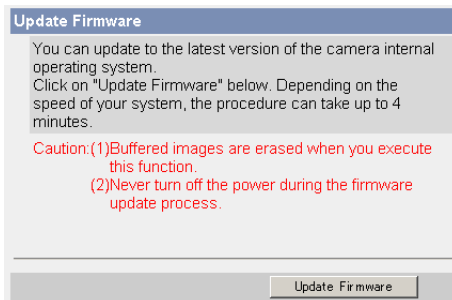 Update Firmware
You can update to the latest version of the camera internal
operating system.
Click on "Update Firmware" below. Depending on the
speed of your system, the procedure can take up to 4
minutes.
Caution:(1)Buffered images are erased when you execute
this function.
(2)Never turn off the power during the firmware
update process.
Update Firmware